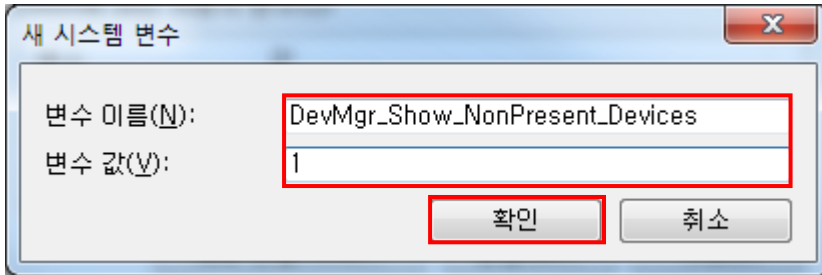 새 시스템 변수
변수 이름(N):
DevMgr_Show_NonPresent_Devices
변수 값(V):
1
확인
취소